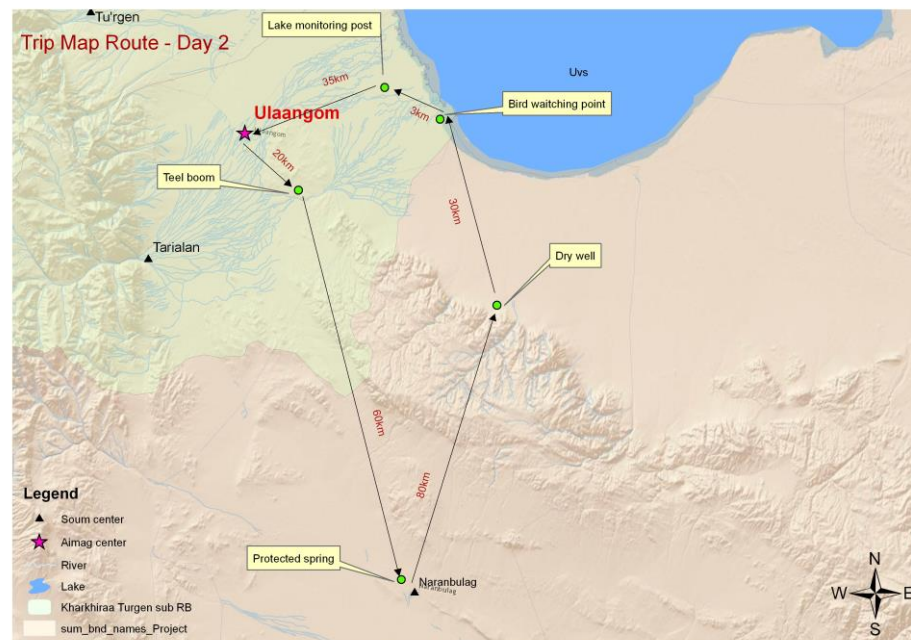 Tu'rgen
Trip Map Route - Day 2
Lake monitoring post
Uvs
35km
Bird waitching point
3km
Ulaangom
20km
Teel boom
30km
Tarialan
Dry well
60km
80km
Legend
Soum center
Aimag center
River
Lake
Kharkhiraa Turgen sub RB
sum_bnd_names_Project
Protected spring
Naranbulag
Naranbulag
N
W E
S